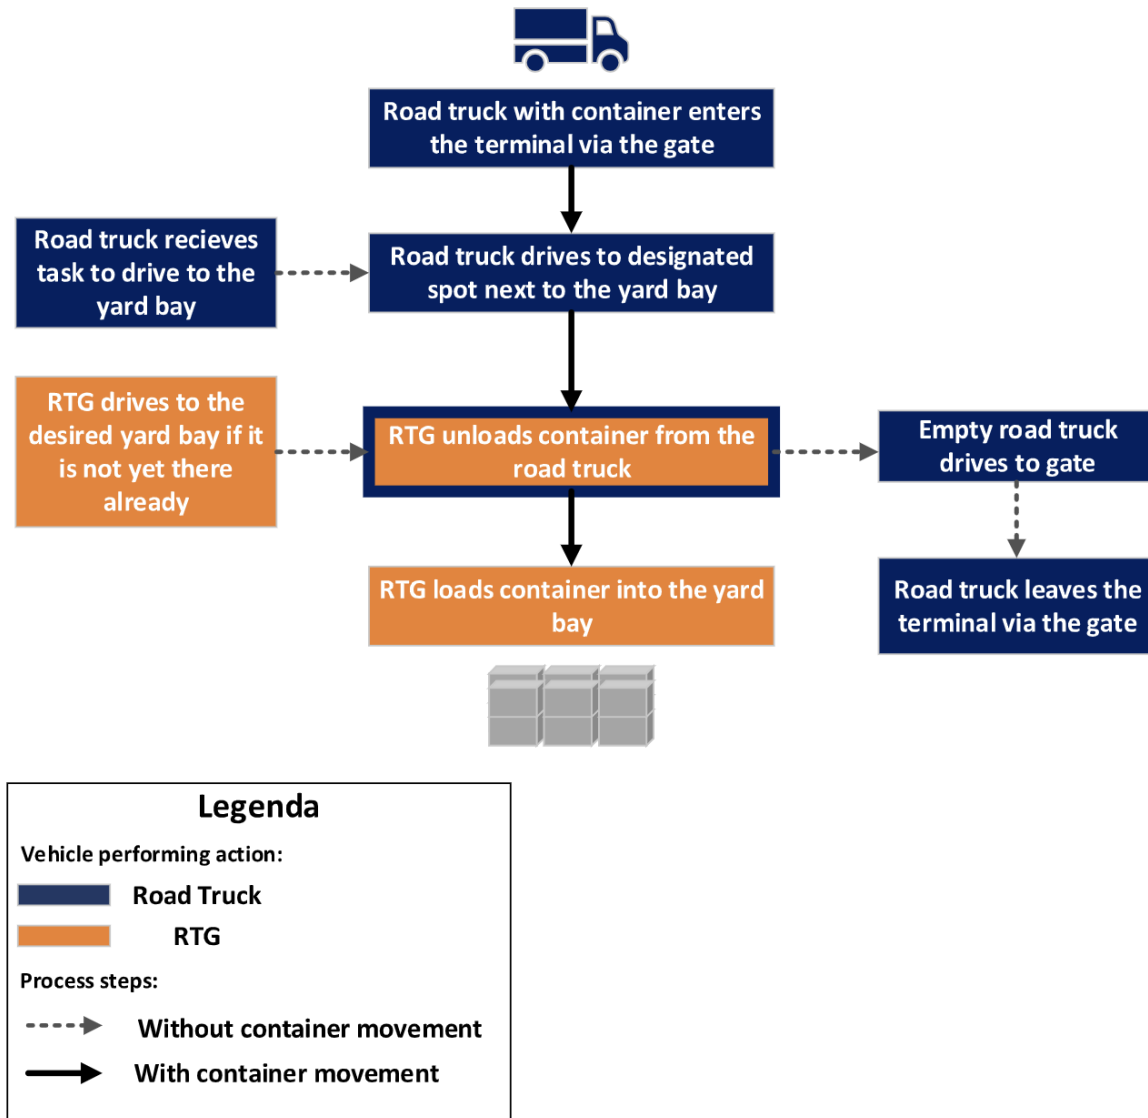 Road truck with container enters
the terminal via the gate
Road truck recieves
task to drive to the
yard bay
Road truck drives to designated
spot next to the yard bay
RTG drives to the
desired yard bay if it
is not yet there
already
RTG unloads container from the
road truck
Empty road truck
drives to gate
RTG loads container into the yard
bay
Road truck leaves the
terminal via the gate
Legenda
Vehicle performing action:
Road Truck
RTG
Process steps:
Without container movement
With container movement